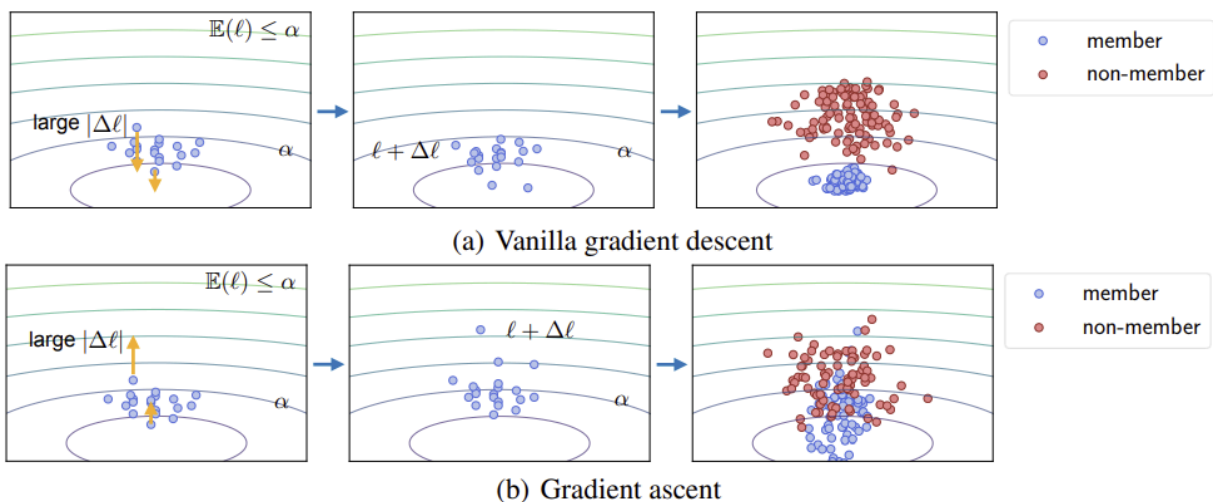 𝔼(ℓ) ≤ α
large |Δℓ|
α
ℓ + Δℓ
α
member
non-member
(a) Vanilla gradient descent
𝔼(ℓ) ≤ α
large |Δℓ|
α
ℓ + Δℓ
α
member
non-member
(b) Gradient ascent